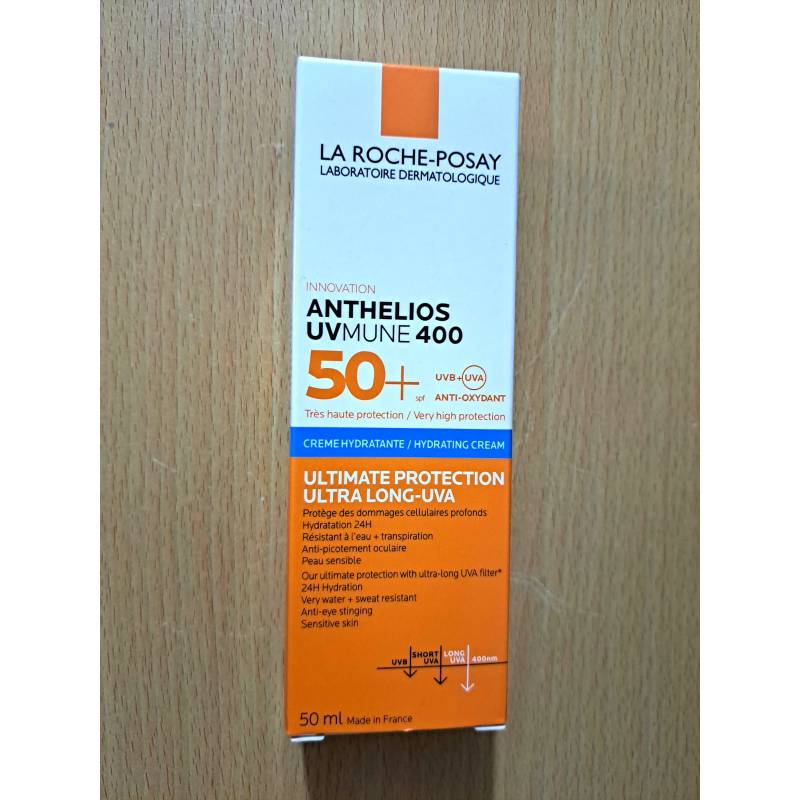 LA ROCHE-POSAY
LABORATOIRE DERMATOLOGIQUE
INNOVATION
ANTHELIOS
UVMUNE 400
50+ spf
UVB + UVA
ANTI-OXYDANT
Très haute protection / Very high protection
CREME HYDRATANTE / HYDRATING CREAM
ULTIMATE PROTECTION
ULTRA LONG-UVA
Protège des dommages cellulaires profonds
Hydratation 24H
Résistant à l'eau + transpiration
Anti-picotement oculaire
Peau sensible
Our ultimate protection with ultra-long UVA filter*
24H Hydration
Very water + sweat resistant
Anti-eye stinging
Sensitive skin
UVB SHORT UVA LONG UVA 400nm
50 ml Made in France